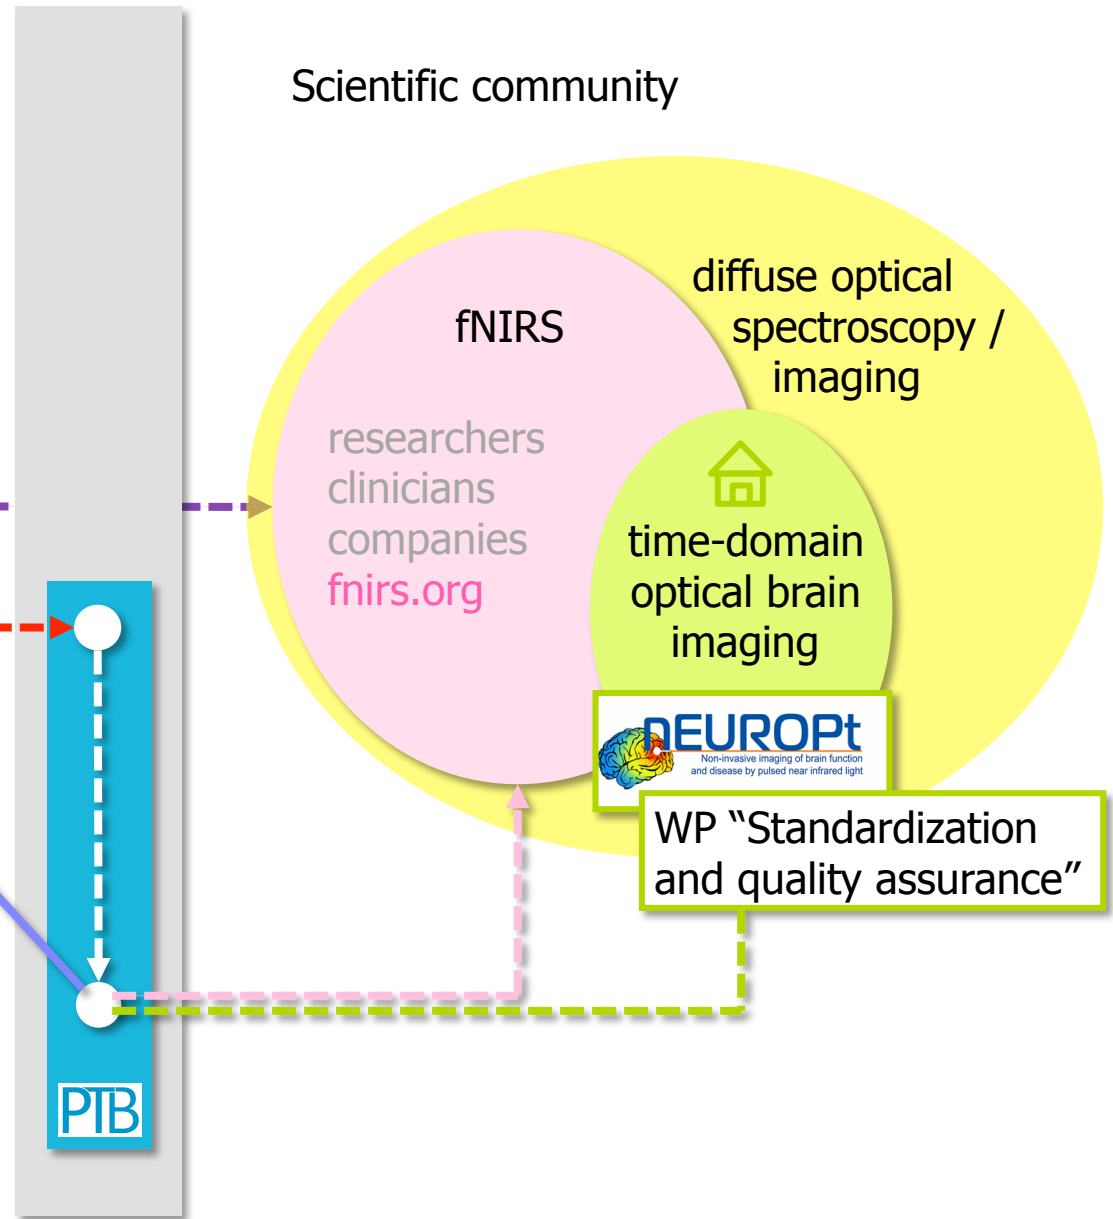 Scientific community
diffuse optical
spectroscopy /
imaging
fNIRS
researchers
clinicians
companies
fnirs.org
time-domain
optical brain
imaging
nEUROPt
Non-invasive imaging of brain function
and disease by pulsed near infrared light
WP “Standardization
and quality assurance”
PTB